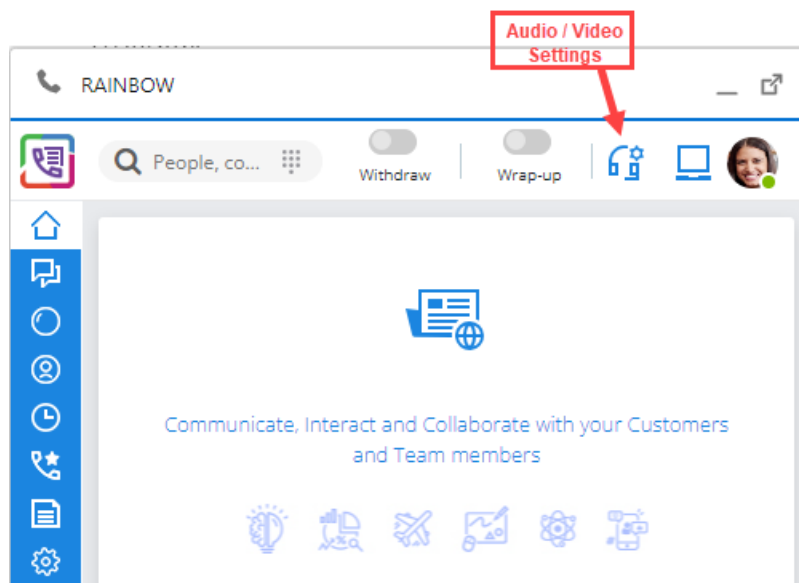 Audio / Video
Settings
RAINBOW
People, co...
Withdraw
Wrap-up
Communicate, Interact and Collaborate with your Customers
and Team members